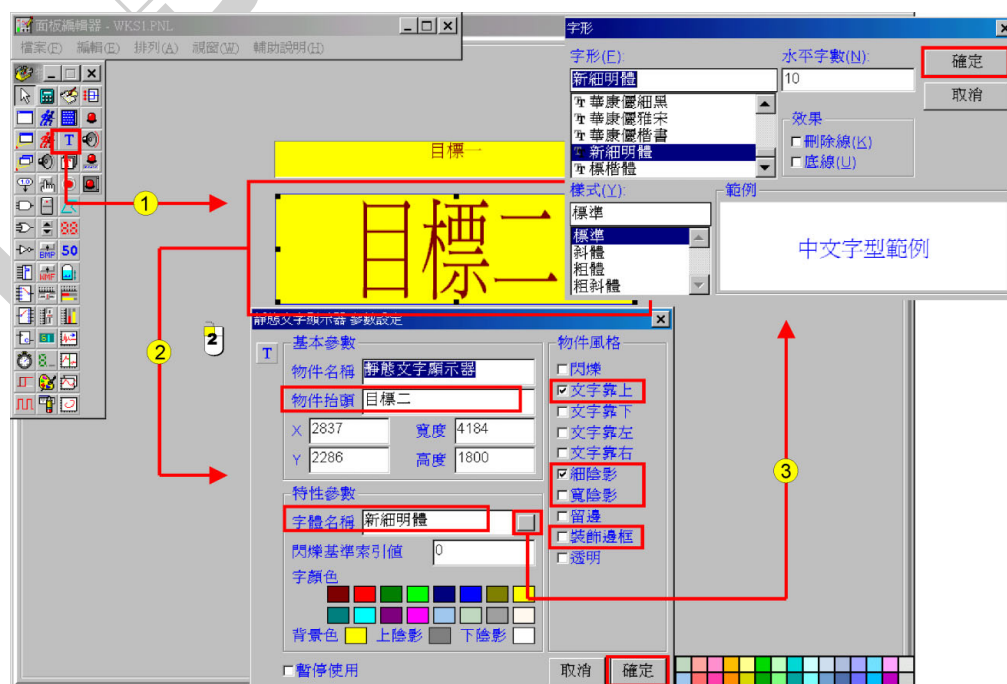 面板編輯器 - WKS1.PNL
檔案(F) 編輯(E) 排列(A) 視窗(W) 輔助說明(H)
T
1.0
88
BMP 50
WMF
1
2
2
3
目標一
目標二
字形
字形(F):
新細明體
華康儷細黑
華康儷雅宋
華康儷楷書
新細明體
標楷體
水平字數(N):
10
確定
取消
效果
刪除線(K)
底線(U)
樣式(Y):
標準
標準
斜體
粗體
粗斜體
範例
中文字型範例
靜態文字顯示器 參數設定
T
基本參數
物件名稱 靜態文字顯示器
物件抬頭 目標二
X 2837 寬度 4184
Y 2286 高度 1800
特性參數
字體名稱 新細明體
閃爍基準索引值 0
字顏色
背景色 上陰影 下陰影
暫停使用
物件風格
閃爍
文字靠上
文字靠下
文字靠左
文字靠右
細陰影
寬陰影
留邊
裝飾邊框
透明
取消 確定